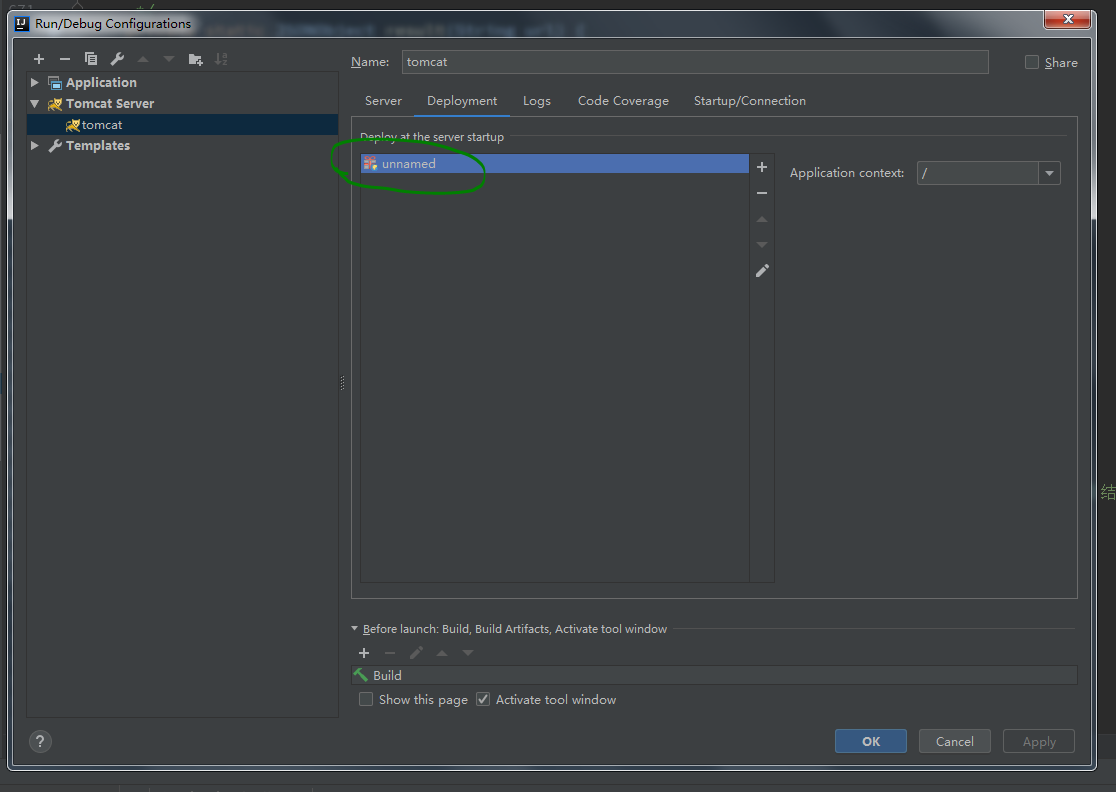 Run/Debug Configurations
Name: tomcat
Share
Application
Tomcat Server
tomcat
Templates
Server Deployment Logs Code Coverage Startup/Connection
Deploy at the server startup
unnamed
Application context: /
Before launch: Build, Build Artifacts, Activate tool window
Build
Show this page Activate tool window
? OK Cancel Apply
结